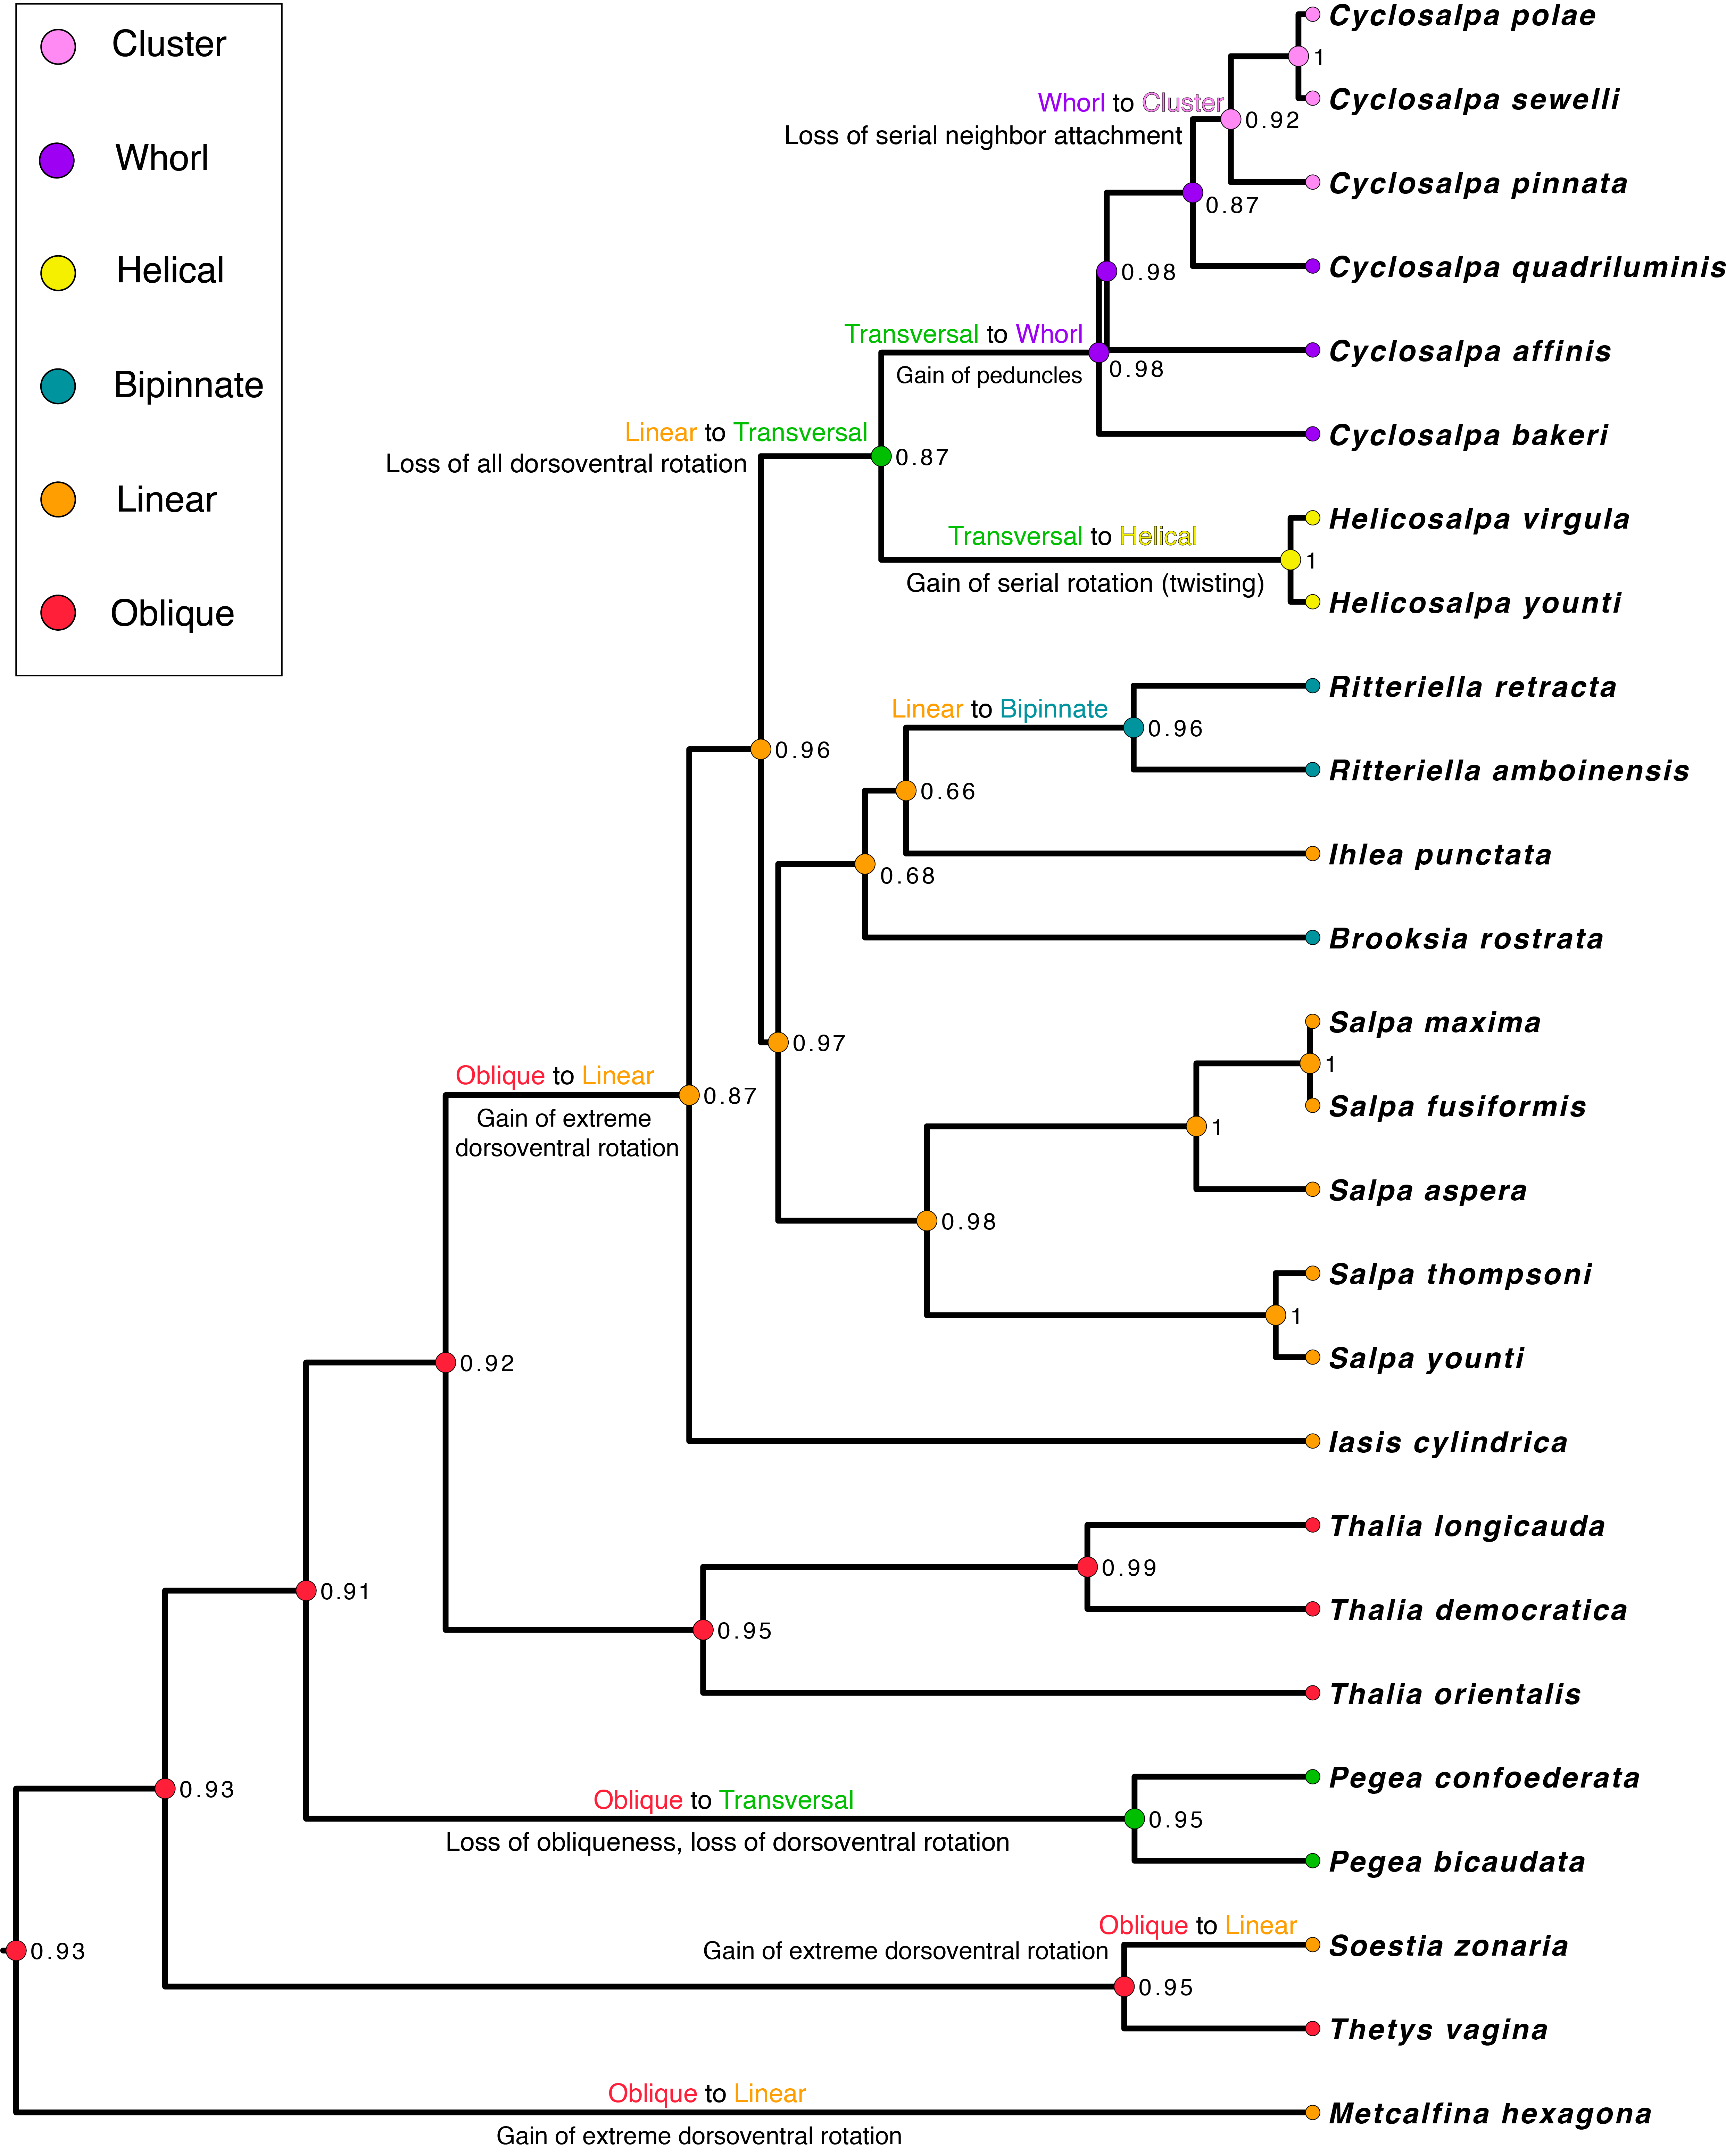 Cluster
Whorl
Helical
Bipinnate
Linear
Oblique
Cyclosalpa polae
1
Cyclosalpa sewelli
Whorl to Cluster
0.92
Loss of serial neighbor attachment
Cyclosalpa pinnata
0.87
Cyclosalpa quadriluminis
0.98
Transversal to Whorl
Cyclosalpa affinis
0.98
Gain of peduncles
Linear to Transversal
Cyclosalpa bakeri
0.87
Loss of all dorsoventral rotation
Helicosalpa virgula
Transversal to Helical
1
Gain of serial rotation (twisting)
Helicosalpa younti
Ritteriella retracta
Linear to Bipinnate
0.96
0.96
Ritteriella amboinensis
0.66
Ihlea punctata
0.68
Brooksia rostrata
Salpa maxima
0.97
1
Oblique to Linear
0.87
Salpa fusiformis
Gain of extreme
dorsoventral rotation
1
Salpa aspera
0.98
Salpa thompsoni
1
Salpa younti
0.92
Iasis cylindrica
Thalia longicauda
0.99
0.91
Thalia democratica
0.95
Thalia orientalis
Pegea confoederata
0.93
Oblique to Transversal
0.95
Loss of obliqueness, loss of dorsoventral rotation
Pegea bicaudata
Oblique to Linear
Soestia zonaria
0.93
Gain of extreme dorsoventral rotation
0.95
Thetys vagina
Oblique to Linear
Metcalfina hexagona
Gain of extreme dorsoventral rotation